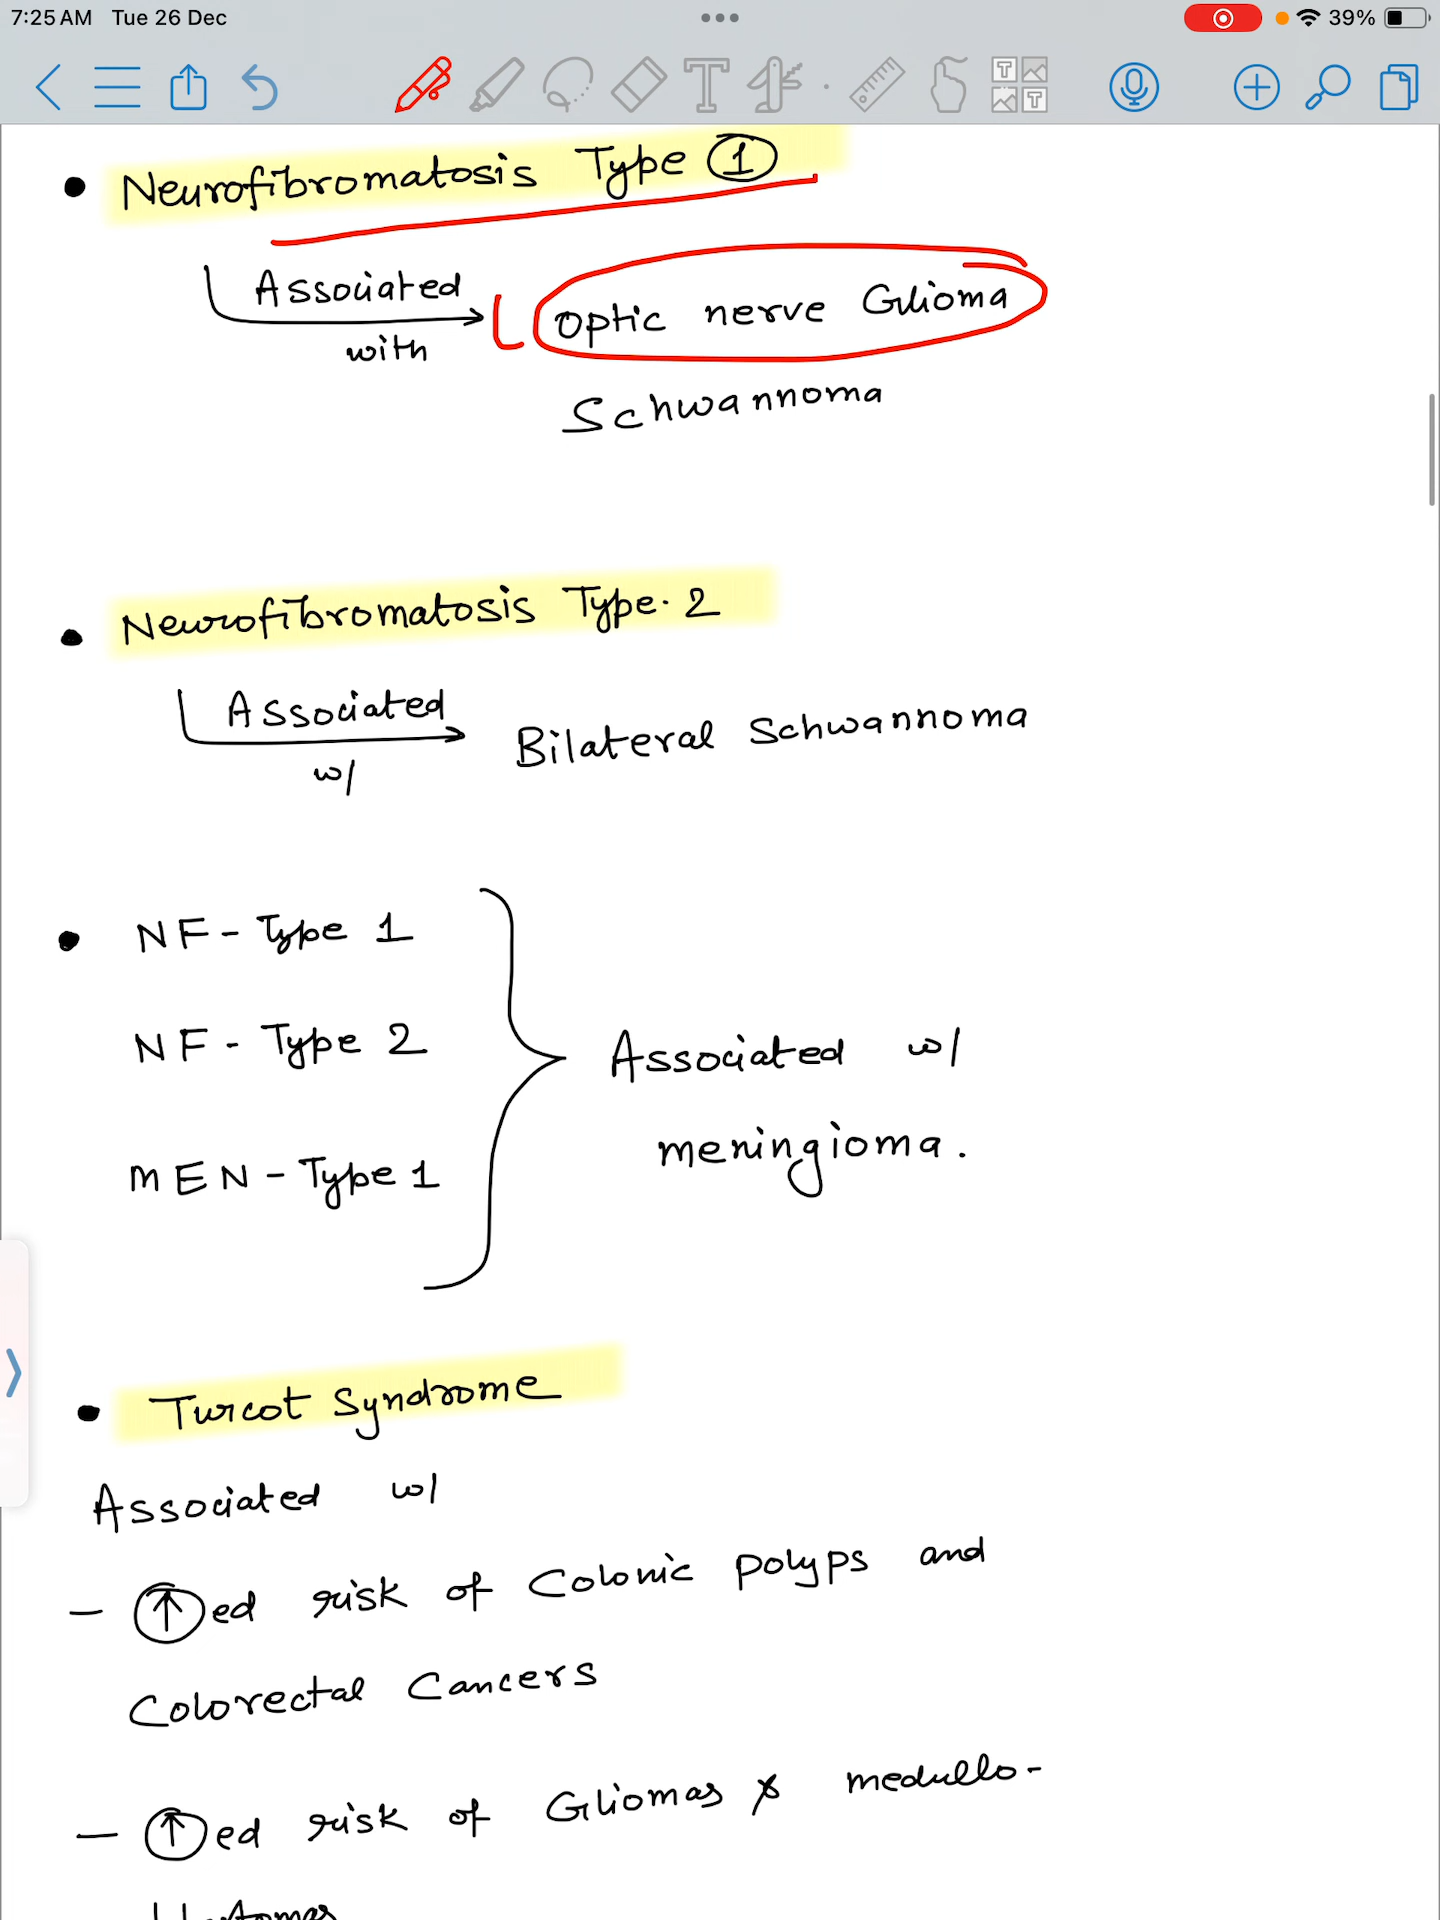 7:25 AM Tue 26 Dec
39%
• Neurofibromatosis Type 1
Associated
with
optic nerve Glioma
Schwannoma
• Neurofibromatosis Type 2
Associated
w/
Bilateral Schwannoma
• NF - Type 1
NF - Type 2
MEN - Type 1
Associated w/
meningioma.
• Turcot Syndrome
Associated w/
- ↑ed risk of Colonic polyps and
Colorectal Cancers
- ↑ed risk of Gliomas & medullo-